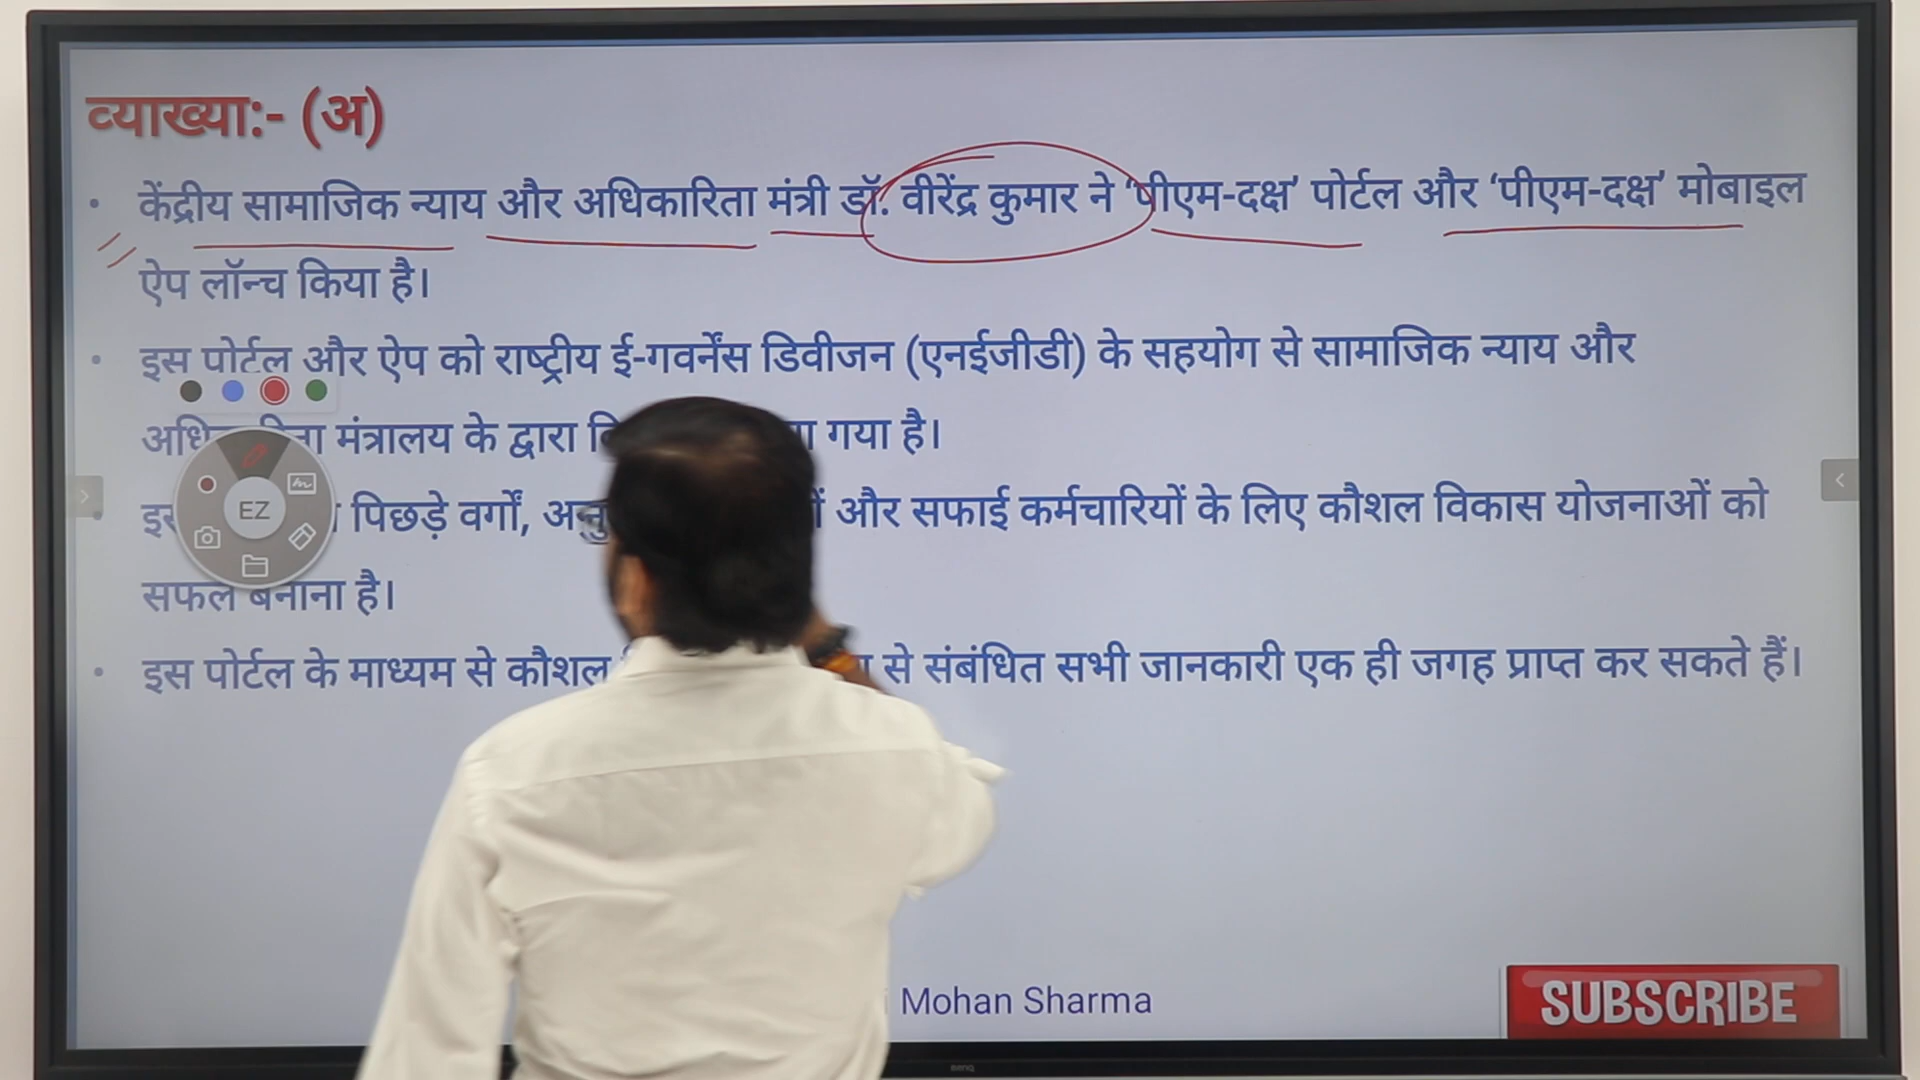 व्याख्या:- (अ)
• केंद्रीय सामाजिक न्याय और अधिकारिता मंत्री डॉ. वीरेंद्र कुमार ने ‘पीएम-दक्ष’ पोर्टल और ‘पीएम-दक्ष’ मोबाइल
ऐप लॉन्च किया है।
• इस पोर्टल और ऐप को राष्ट्रीय ई-गवर्नेंस डिवीजन (एनईजीडी) के सहयोग से सामाजिक न्याय और
मंत्रालय के द्वारा गया है।
पिछड़े वर्गों, और सफाई कर्मचारियों के लिए कौशल विकास योजनाओं को
सफल बनाना है।
• इस पोर्टल के माध्यम से कौशल से संबंधित सभी जानकारी एक ही जगह प्राप्त कर सकते हैं।
EZ
Mohan Sharma
SUBSCRIBE
BenQ